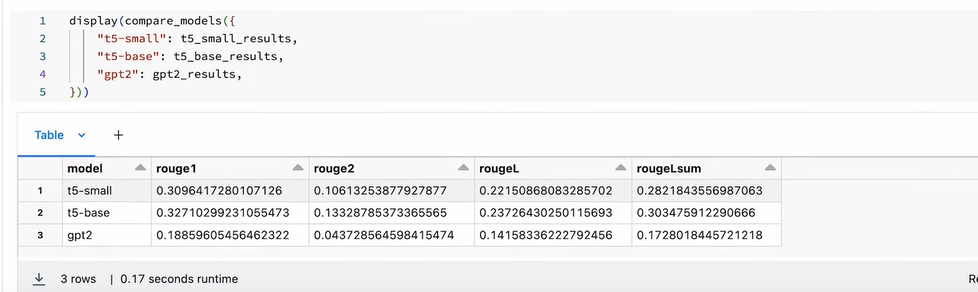 1 display(compare_models({
2 "t5-small": t5_small_results,
3 "t5-base": t5_base_results,
4 "gpt2": gpt2_results,
5 }))
Table +
model rouge1 rouge2 rougeL rougeLsum
1 t5-small 0.3096417280107126 0.10613253877927877 0.22150868083285702 0.2821843556987063
2 t5-base 0.32710299231055473 0.13328785373365565 0.23726430251115693 0.303475912290666
3 gpt2 0.18859605456462322 0.043728564598415474 0.14158336222792456 0.1728018445721218
3 rows | 0.17 seconds runtime Re